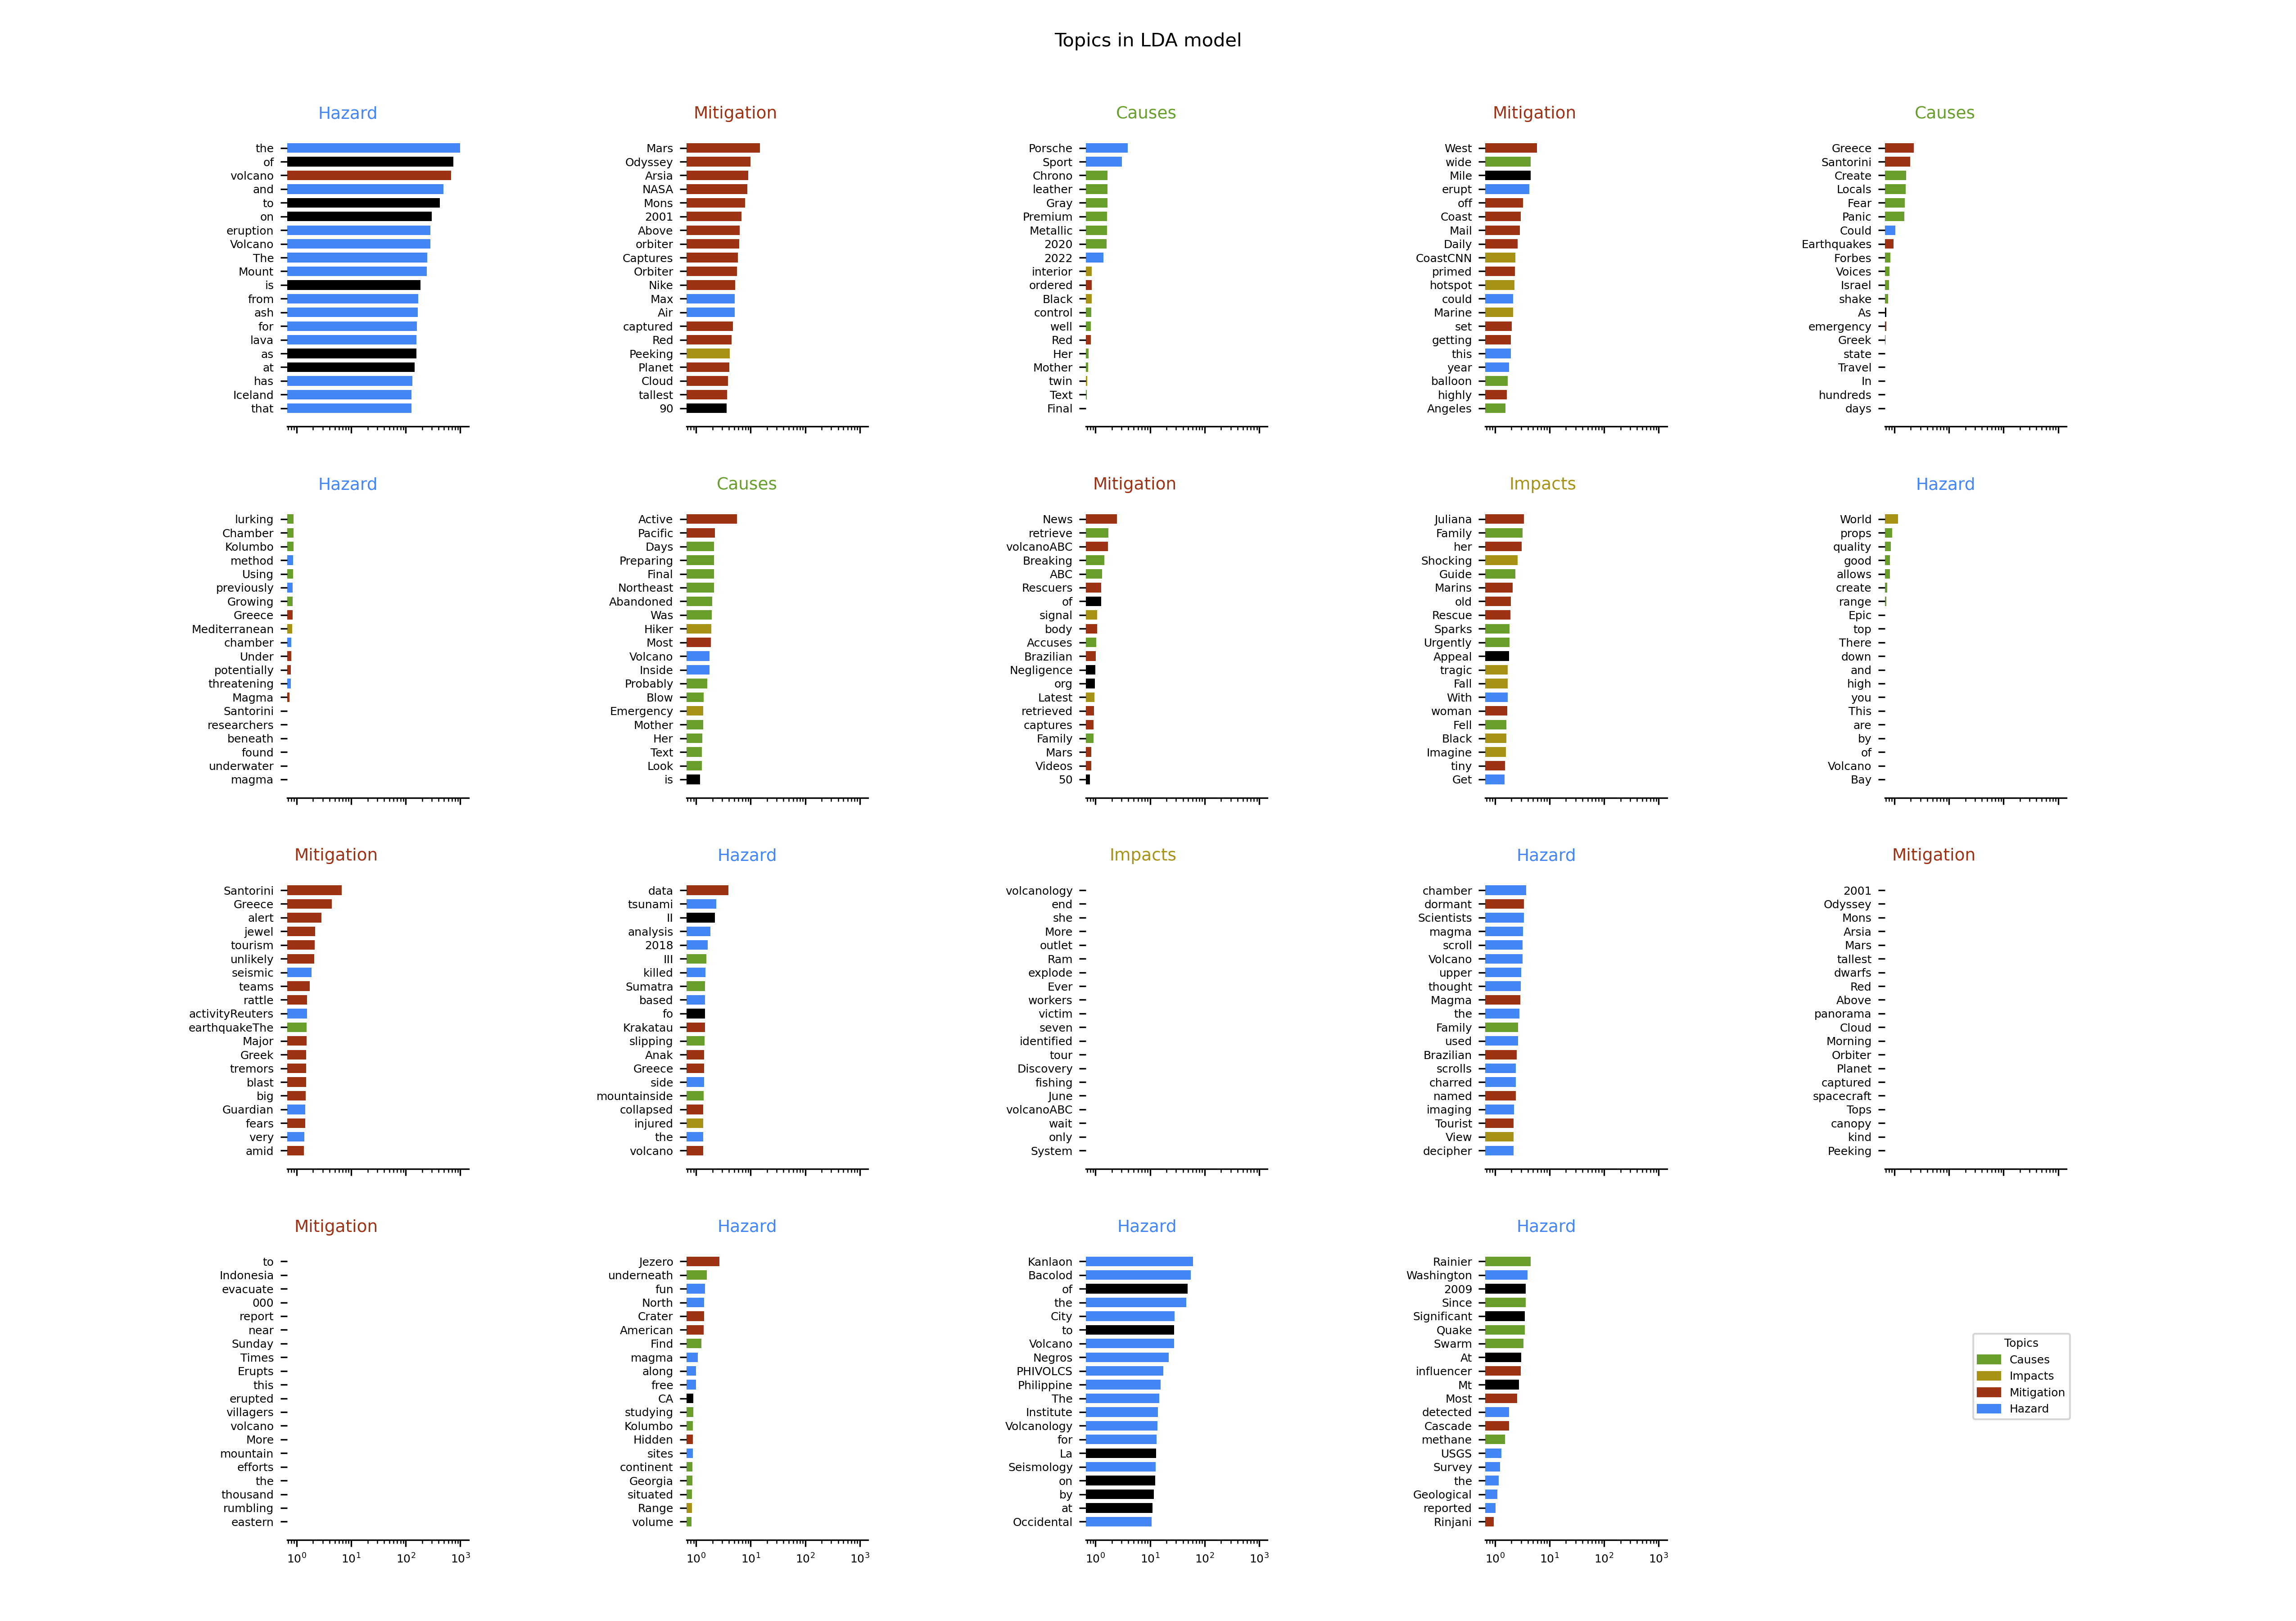 Topics in LDA model
Hazard
the
of
volcano
and
to
on
eruption
Volcano
The
Mount
is
from
ash
for
lava
as
at
has
Iceland
that
Mitigation
Mars
Odyssey
Arsia
NASA
Mons
2001
Above
orbiter
Captures
Orbiter
Nike
Max
Air
captured
Red
Peeking
Planet
Cloud
tallest
90
Causes
Porsche
Sport
Chrono
leather
Gray
Premium
Metallic
2020
2022
interior
ordered
Black
control
well
Red
Her
Mother
twin
Text
Final
Mitigation
West
wide
Mile
erupt
off
Coast
Mail
Daily
CoastCNN
primed
hotspot
could
Marine
set
getting
this
year
balloon
highly
Angeles
Causes
Greece
Santorini
Create
Locals
Fear
Panic
Could
Earthquakes
Forbes
Voices
Israel
shake
As
emergency
Greek
state
Travel
In
hundreds
days
Hazard
lurking
Chamber
Kolumbo
method
Using
previously
Growing
Greece
Mediterranean
chamber
Under
potentially
threatening
Magma
Santorini
researchers
beneath
found
underwater
magma
Causes
Active
Pacific
Days
Preparing
Final
Northeast
Abandoned
Was
Hiker
Most
Volcano
Inside
Probably
Blow
Emergency
Mother
Her
Text
Look
is
Mitigation
News
retrieve
volcanoABC
Breaking
ABC
Rescuers
of
signal
body
Accuses
Brazilian
Negligence
org
Latest
retrieved
captures
Family
Mars
Videos
50
Impacts
Juliana
Family
her
Shocking
Guide
Marins
old
Rescue
Sparks
Urgently
Appeal
tragic
Fall
With
woman
Fell
Black
Imagine
tiny
Get
Hazard
World
props
quality
good
allows
create
range
Epic
top
There
down
and
high
you
This
are
by
of
Volcano
Bay
Mitigation
Santorini
Greece
alert
jewel
tourism
unlikely
seismic
teams
rattle
activityReuters
earthquakeThe
Major
Greek
tremors
blast
big
Guardian
fears
very
amid
Hazard
data
tsunami
II
analysis
2018
III
killed
Sumatra
based
fo
Krakatau
slipping
Anak
Greece
side
mountainside
collapsed
injured
the
volcano
Impacts
volcanology
end
she
More
outlet
Ram
explode
Ever
workers
victim
seven
identified
tour
Discovery
fishing
June
volcanoABC
wait
only
System
Hazard
chamber
dormant
Scientists
magma
scroll
Volcano
upper
thought
Magma
the
Family
used
Brazilian
scrolls
charred
named
imaging
Tourist
View
decipher
Mitigation
2001
Odyssey
Mons
Arsia
Mars
tallest
dwarfs
Red
Above
panorama
Cloud
Morning
Orbiter
Planet
captured
spacecraft
Tops
canopy
kind
Peeking
Mitigation
to
Indonesia
evacuate
000
report
near
Sunday
Times
Erupts
this
erupted
villagers
volcano
More
mountain
efforts
the
thousand
rumbling
eastern
10⁰ 10¹ 10² 10³
Hazard
Jezero
underneath
fun
North
Crater
American
Find
magma
along
free
CA
studying
Kolumbo
Hidden
sites
continent
Georgia
situated
Range
volume
10⁰ 10¹ 10² 10³
Hazard
Kanlaon
Bacolod
of
the
City
to
Volcano
Negros
PHIVOLCS
Philippine
The
Institute
Volcanology
for
La
Seismology
on
by
at
Occidental
10⁰ 10¹ 10² 10³
Hazard
Rainier
Washington
2009
Since
Significant
Quake
Swarm
At
influencer
Mt
Most
detected
Cascade
methane
USGS
Survey
the
Geological
reported
Rinjani
10⁰ 10¹ 10² 10³
Topics
Causes
Impacts
Mitigation
Hazard